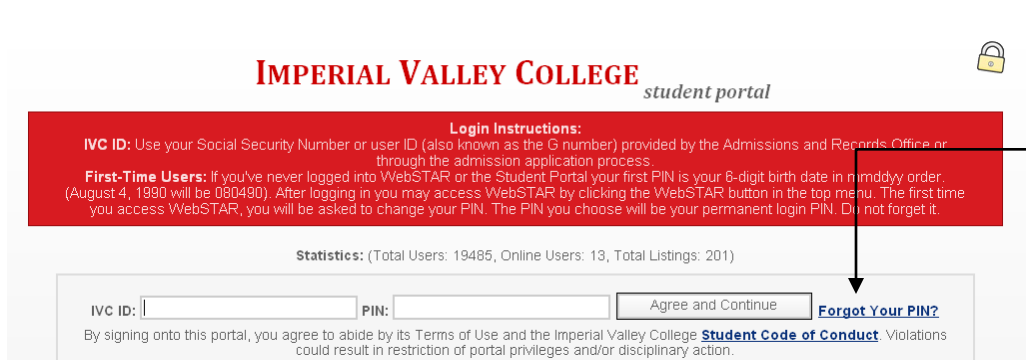 IMPERIAL VALLEY COLLEGE
student portal
Login Instructions:
IVC ID: Use your Social Security Number or user ID (also known as the G number) provided by the Admissions and Records Office or
through the admission application process.
First-Time Users: If you've never logged into WebSTAR or the Student Portal your first PIN is your 6-digit birth date in mmddyy order.
(August 4, 1990 will be 080490). After logging in you may access WebSTAR by clicking the WebSTAR button in the top menu. The first time
you access WebSTAR, you will be asked to change your PIN. The PIN you choose will be your permanent login PIN. Do not forget it.
Statistics: (Total Users: 19485, Online Users: 13, Total Listings: 201)
IVC ID: PIN: Agree and Continue Forgot Your PIN?
By signing onto this portal, you agree to abide by its Terms of Use and the Imperial Valley College Student Code of Conduct. Violations
could result in restriction of portal privileges and/or disciplinary action.